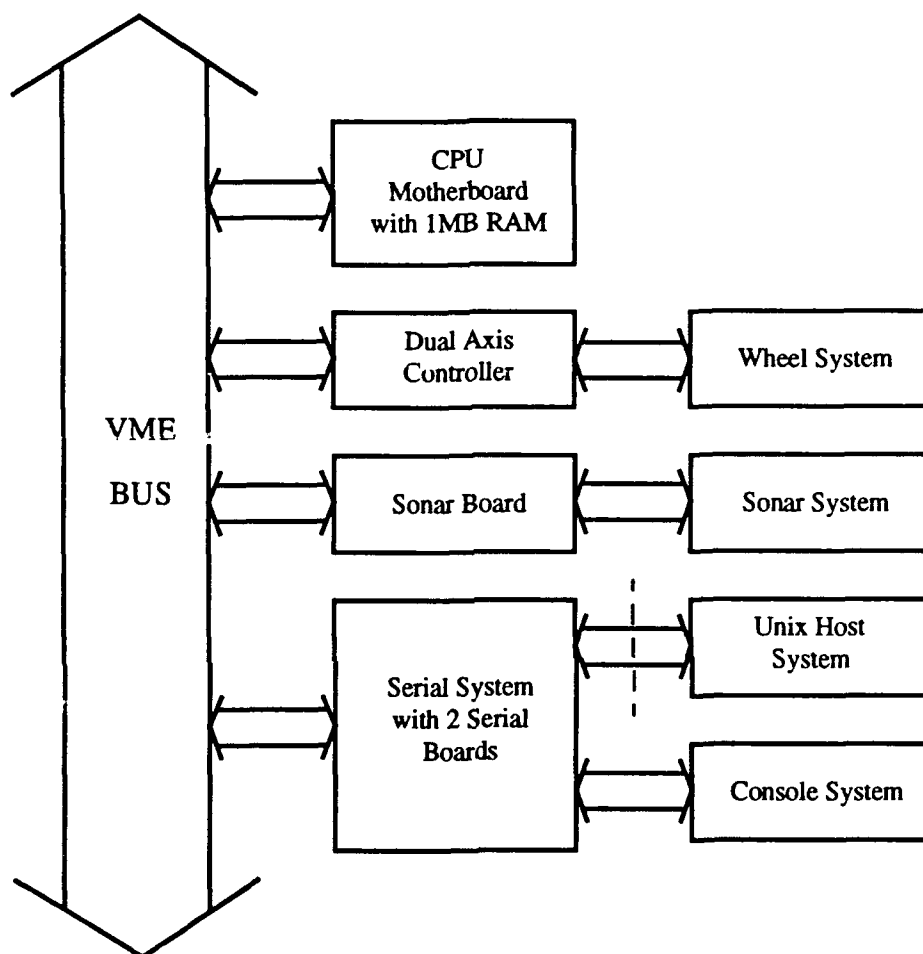 CPU
Motherboard
with 1MB RAM
Dual Axis
Controller
Wheel System
VME
BUS
Sonar Board
Sonar System
Serial System
with 2 Serial
Boards
Unix Host
System
Console System